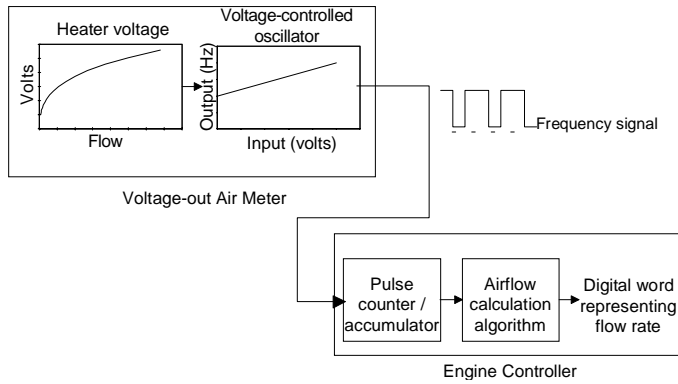 Heater voltage
Volts
Flow
Voltage-controlled
oscillator
Output (Hz)
Input (volts)
Voltage-out Air Meter
Frequency signal
Pulse
counter /
accumulator
Airflow
calculation
algorithm
Digital word
representing
flow rate
Engine Controller